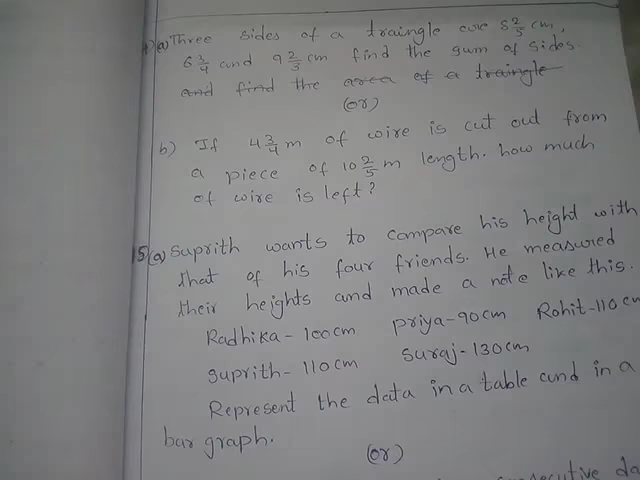 (a) Three sides of a traingle are 5 2/5 cm,
6 3/4 and 9 2/3 cm find the sum of sides.
and find the area of a traingle
(or)
b) If 4 3/4 m of wire is cut out from
a piece of 10 2/5 m length. how much
of wire is left?
15(a) Suprith wants to compare his height with
that of his four friends. He measured
their heights and made a note like this.
Radhika - 100cm priya - 90cm Rohit - 110cm
Suprith - 110cm Suraj - 130cm
Represent the data in a table and in a
bar graph.
(or)